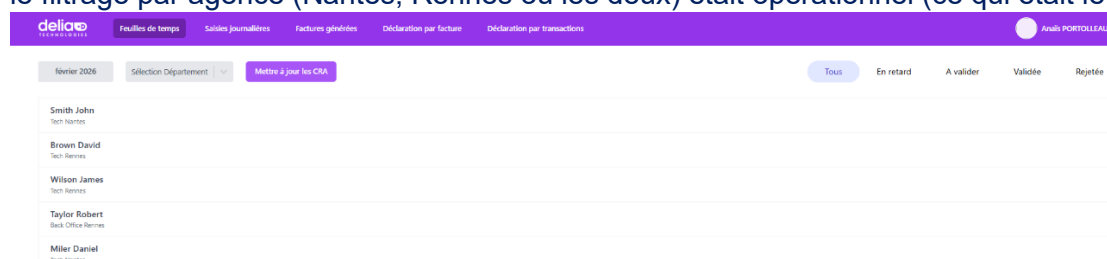 le filtrage par agence (Nantes, Rennes ou les deux) était opérationnel (ce qui était le
delia TECHNOLOGIES Feuilles de temps Saisies journalières Factures générées Déclaration par facture Déclaration par transactions Anaïs PORTOLLEAU
février 2026 Sélection Département Mettre à jour les CRA Tous En retard A valider Validée Rejetée
Smith John
Tech Nantes
Brown David
Tech Rennes
Wilson James
Tech Rennes
Taylor Robert
Back Office Rennes
Miler Daniel